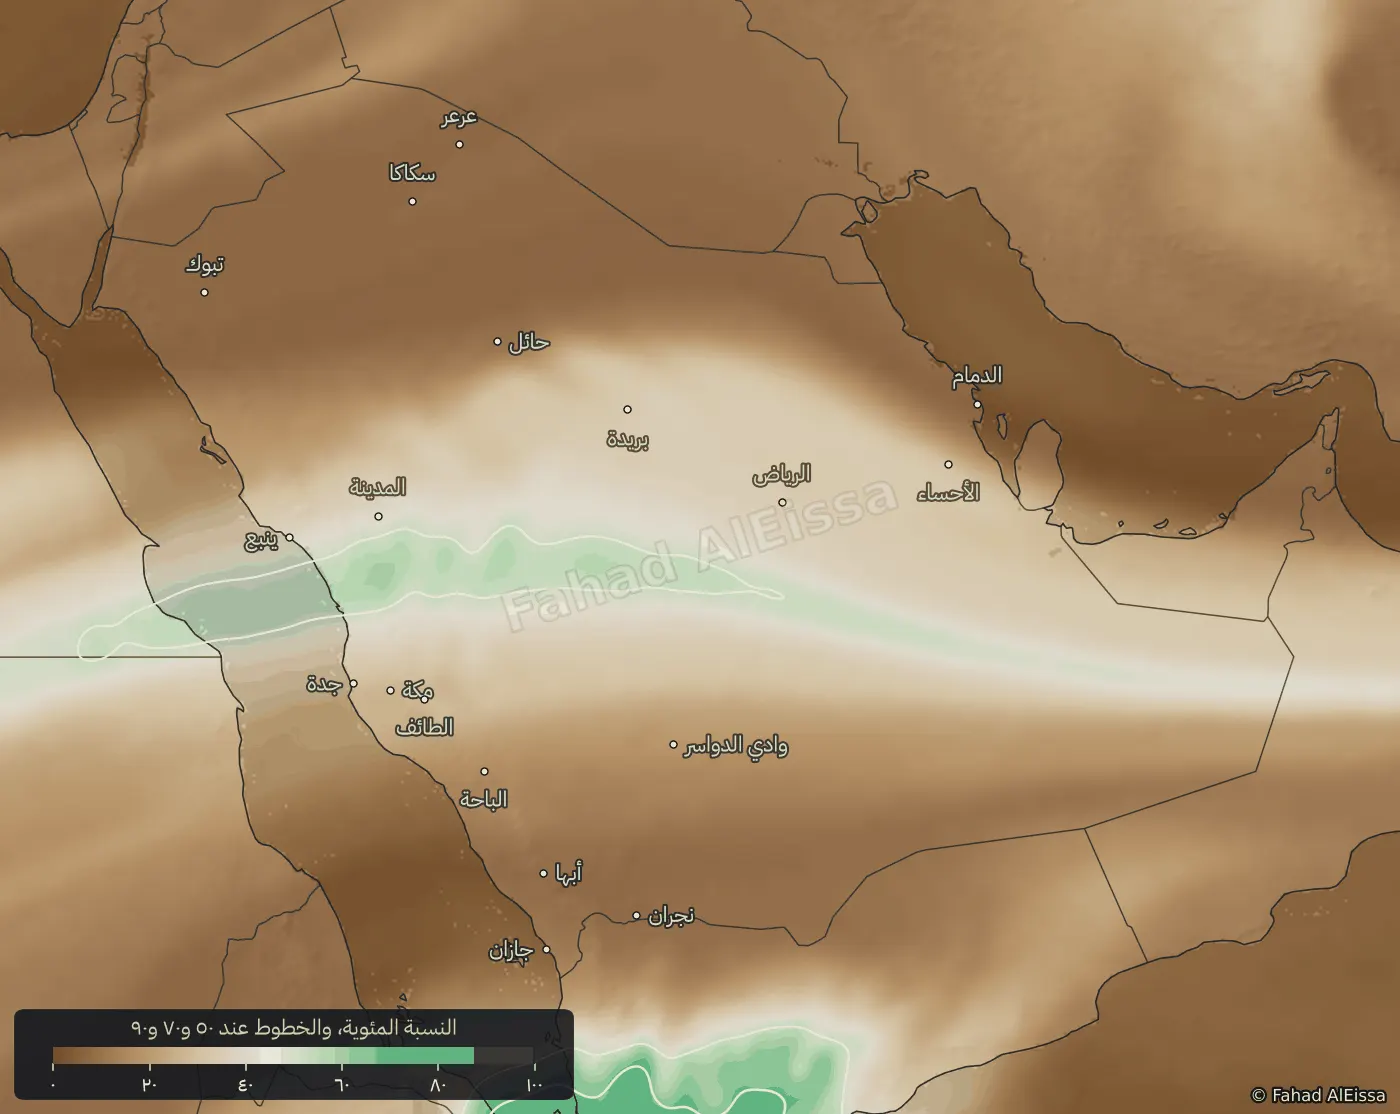 عرعر
سكاكا
تبوك
حائل
الدمام
بريدة
الرياض
الأحساء
المدينة
ينبع
Fahad AlEissa
جدة
مكة
الطائف
وادي الدواسر
الباحة
أبها
نجران
جازان
النسبة المئوية، والخطوط عند ٥٠ و٧٠ و٩٠
٠ ٢٠ ٤٠ ٦٠ ٨٠ ١٠٠
© Fahad AlEissa